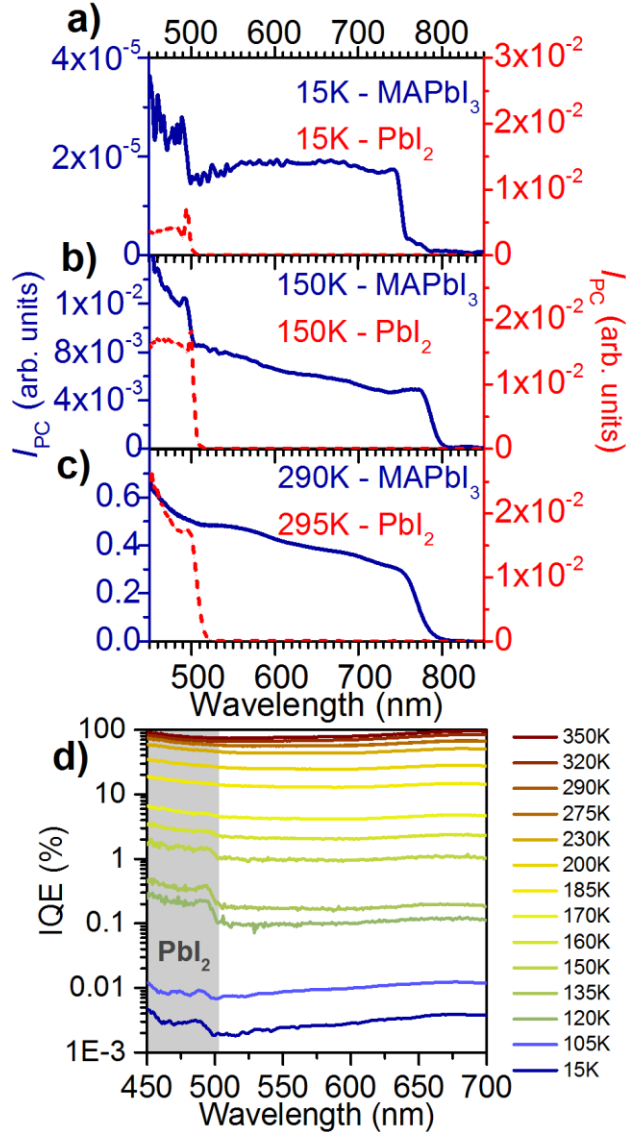 a)
500 600 700 800
4x10⁻⁵
3x10⁻²
15K - MAPbI₃
15K - PbI₂
2x10⁻⁵
2x10⁻²
1x10⁻²
0
0
b)
150K - MAPbI₃
150K - PbI₂
1x10⁻²
8x10⁻³
4x10⁻³
0
2x10⁻²
1x10⁻²
0
I_PC (arb. units)
I_PC (arb. units)
c)
290K - MAPbI₃
295K - PbI₂
0.6
0.4
0.2
0.0
2x10⁻²
1x10⁻²
0
500 600 700 800
Wavelength (nm)
d)
100
10
1
0.1
0.01
1E-3
IQE (%)
PbI₂
450 500 550 600 650 700
Wavelength (nm)
350K
320K
290K
275K
230K
200K
185K
170K
160K
150K
135K
120K
105K
15K